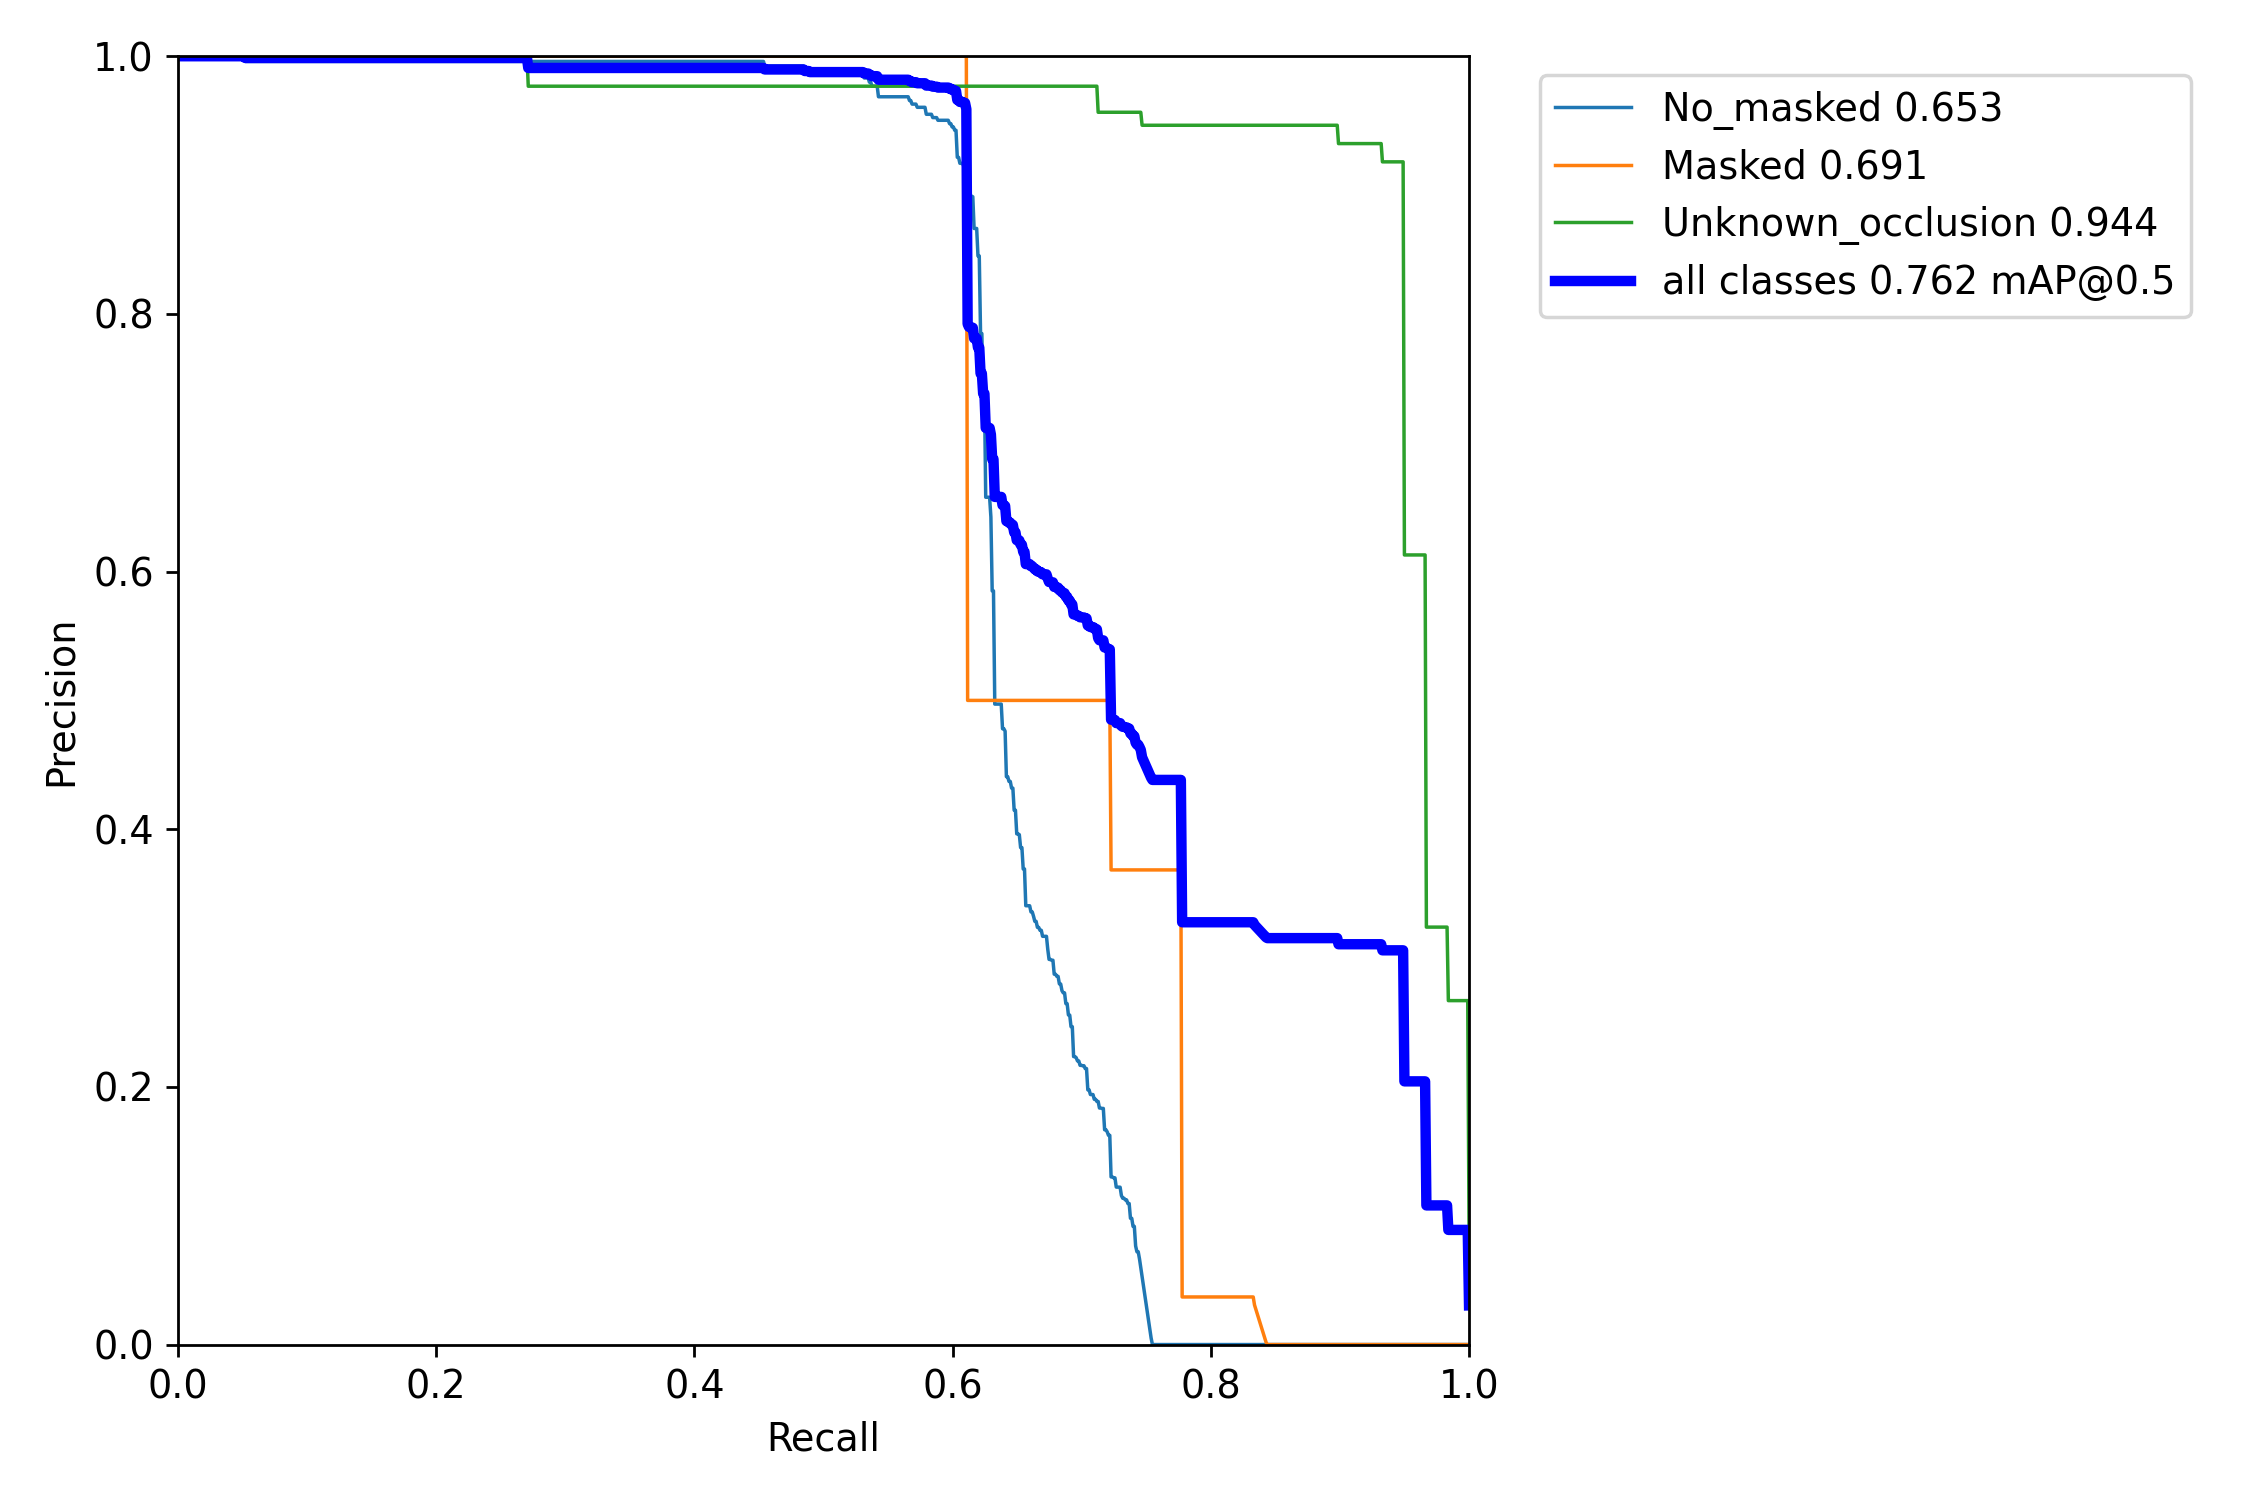 1.0
0.8
0.6
0.4
0.2
0.0
Precision
0.0 0.2 0.4 0.6 0.8 1.0
Recall
No_masked 0.653
Masked 0.691
Unknown_occlusion 0.944
all classes 0.762 mAP@0.5